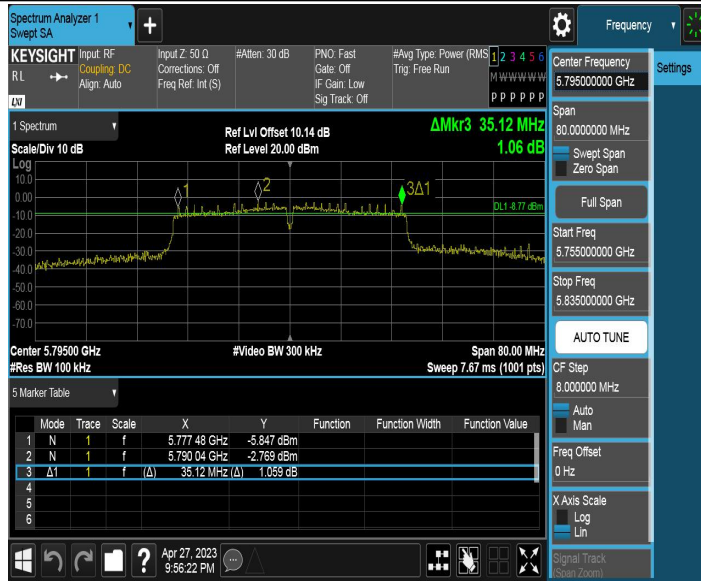 Spectrum Analyzer 1
Swept SA
Frequency
KEYSIGHT
RL
LXI
Input: RF
Coupling: DC
Align: Auto
Input Z: 50 Ω
Corrections: Off
Freq Ref: Int (S)
#Atten: 30 dB
PNO: Fast
Gate: Off
IF Gain: Low
Sig Track: Off
#Avg Type: Power (RMS
Trig: Free Run
1 2 3 4 5 6
M W W W W W
P P P P P P
1 Spectrum
Scale/Div 10 dB
Ref Lvl Offset 10.14 dB
Ref Level 20.00 dBm
ΔMkr3 35.12 MHz
1.06 dB
Log
10.0
0.00
-10.0
-20.0
-30.0
-40.0
-50.0
-60.0
-70.0
1
2
3Δ1
DL1 -8.77 dBm
Center 5.79500 GHz
#Res BW 100 kHz
#Video BW 300 kHz
Span 80.00 MHz
Sweep 7.67 ms (1001 pts)
5 Marker Table
Mode Trace Scale X Y Function Function Width Function Value
1 N 1 f 5.777 48 GHz -5.847 dBm
2 N 1 f 5.790 04 GHz -2.769 dBm
3 Δ1 1 f (Δ) 35.12 MHz (Δ) 1.059 dB
4
5
6
Apr 27, 2023
9:56:22 PM
Center Frequency
5.795000000 GHz
Settings
Span
80.0000000 MHz
Swept Span
Zero Span
Full Span
Start Freq
5.755000000 GHz
Stop Freq
5.835000000 GHz
AUTO TUNE
CF Step
8.000000 MHz
Auto
Man
Freq Offset
0 Hz
X Axis Scale
Log
Lin
Signal Track
(Span Zoom)